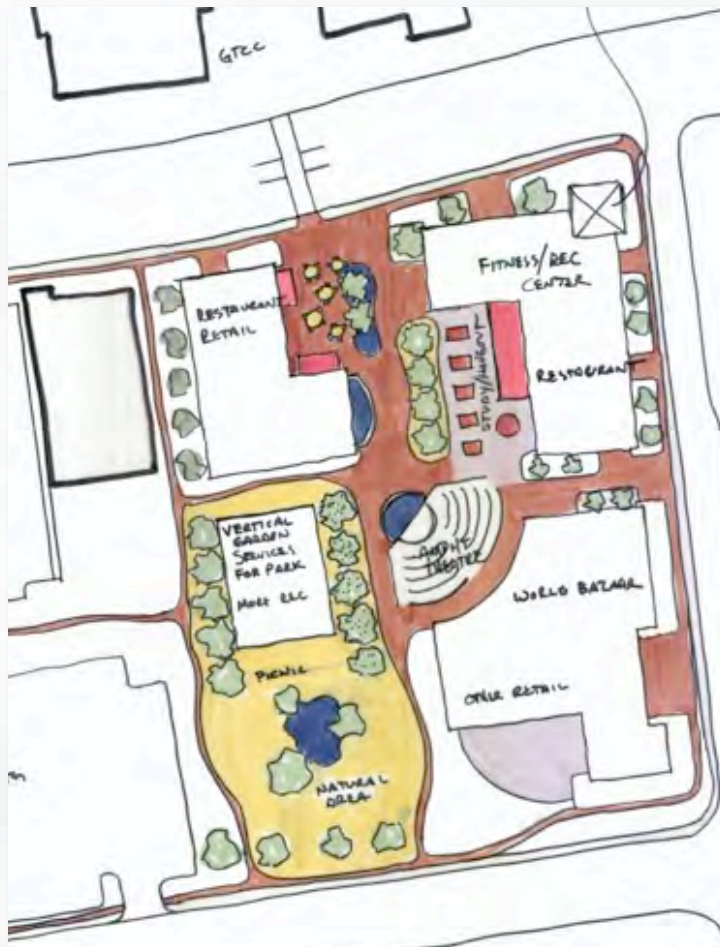 GTCC
FITNESS/REC
CENTER
RESTAURANT
RETAIL
STUDY/HANGOUT
RESTAURANT
VERTICAL
GARDEN
SERVICES
FOR PARK
MORE REC
AMPHI
THEATRE
WORLD BAZAAR
PICNIC
OTHER RETAIL
NATURAL
AREA